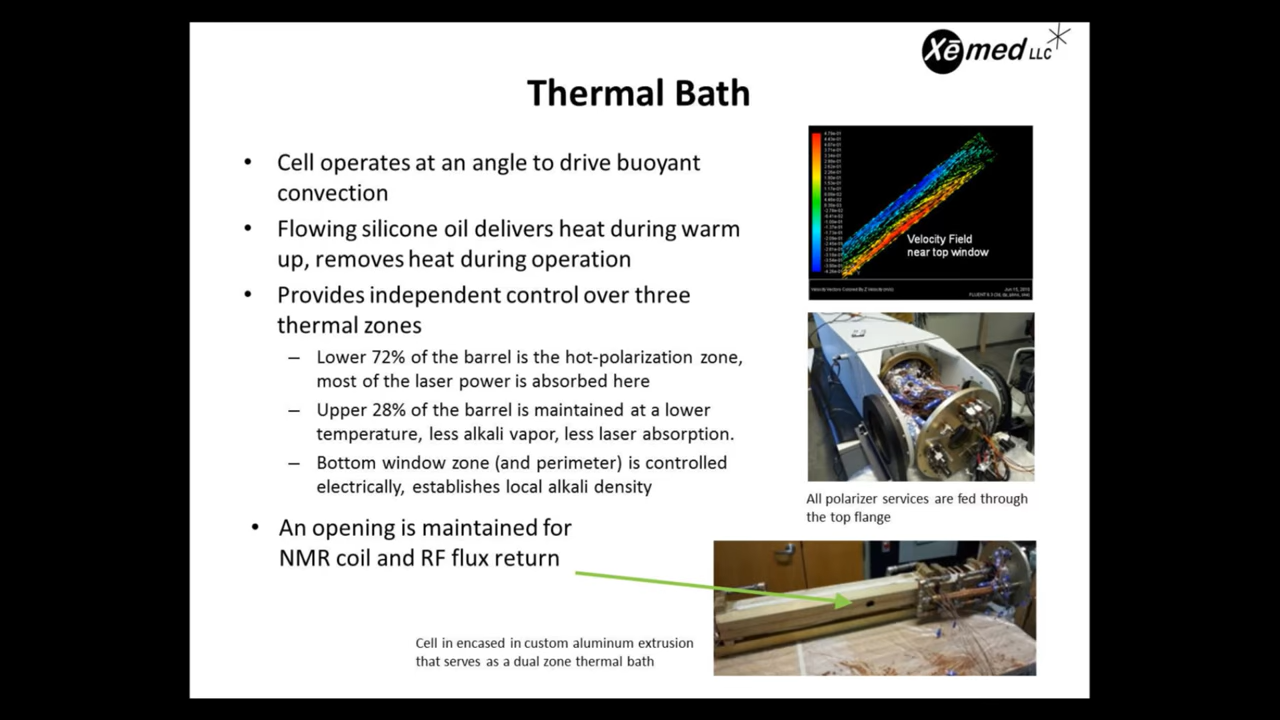 Xēmed LLC
Thermal Bath
• Cell operates at an angle to drive buoyant
convection
• Flowing silicone oil delivers heat during warm
up, removes heat during operation
• Provides independent control over three
thermal zones
– Lower 72% of the barrel is the hot-polarization zone,
most of the laser power is absorbed here
– Upper 28% of the barrel is maintained at a lower
temperature, less alkali vapor, less laser absorption.
– Bottom window zone (and perimeter) is controlled
electrically, establishes local alkali density
• An opening is maintained for
NMR coil and RF flux return
Velocity Field
near top window
All polarizer services are fed through
the top flange
Cell in encased in custom aluminum extrusion
that serves as a dual zone thermal bath